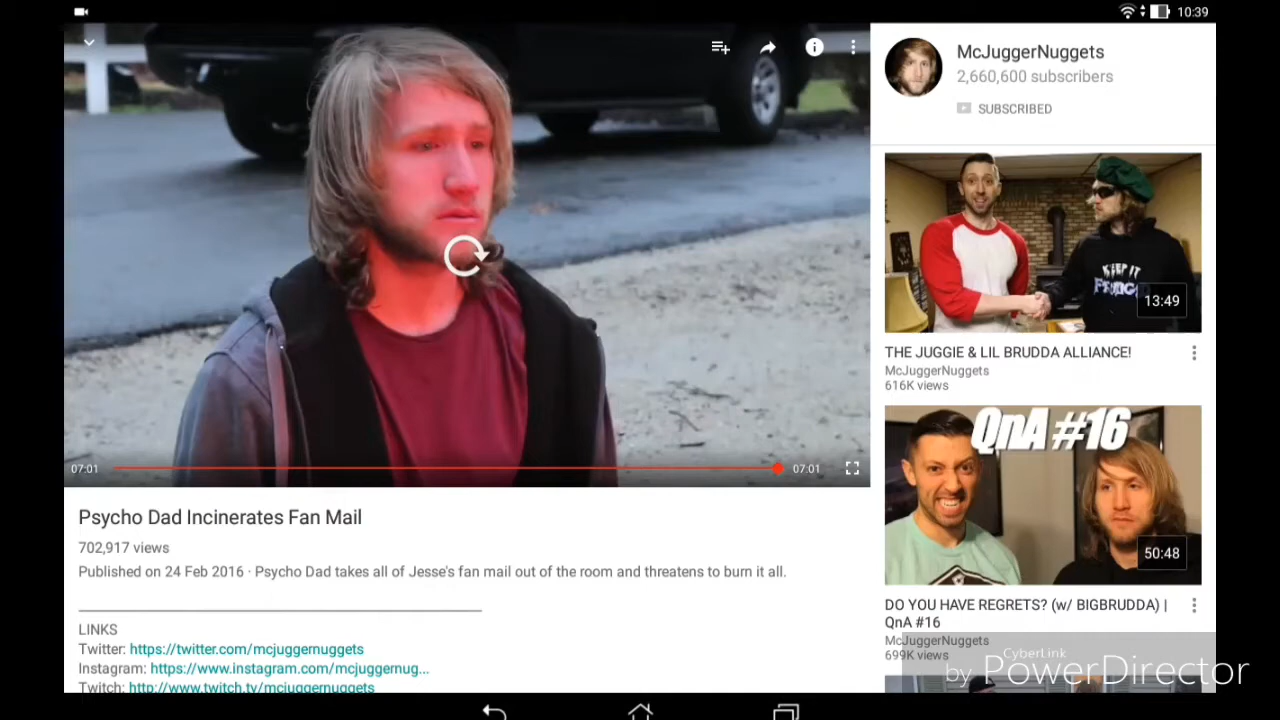 10:39
McJuggerNuggets
2,660,600 subscribers
SUBSCRIBED
07:01
07:01
Psycho Dad Incinerates Fan Mail
702,917 views
Published on 24 Feb 2016 · Psycho Dad takes all of Jesse's fan mail out of the room and threatens to burn it all.
LINKS
Twitter: https://twitter.com/mcjuggernuggets
Instagram: https://www.instagram.com/mcjuggernug...
Twitch: http://www.twitch.tv/mcjuggernuggets
KEEP IT
13:49
THE JUGGIE & LIL BRUDDA ALLIANCE!
McJuggerNuggets
616K views
QnA #16
50:48
DO YOU HAVE REGRETS? (w/ BIGBRUDDA) |
QnA #16
McJuggerNuggets
699K views
CyberLink
by PowerDirector